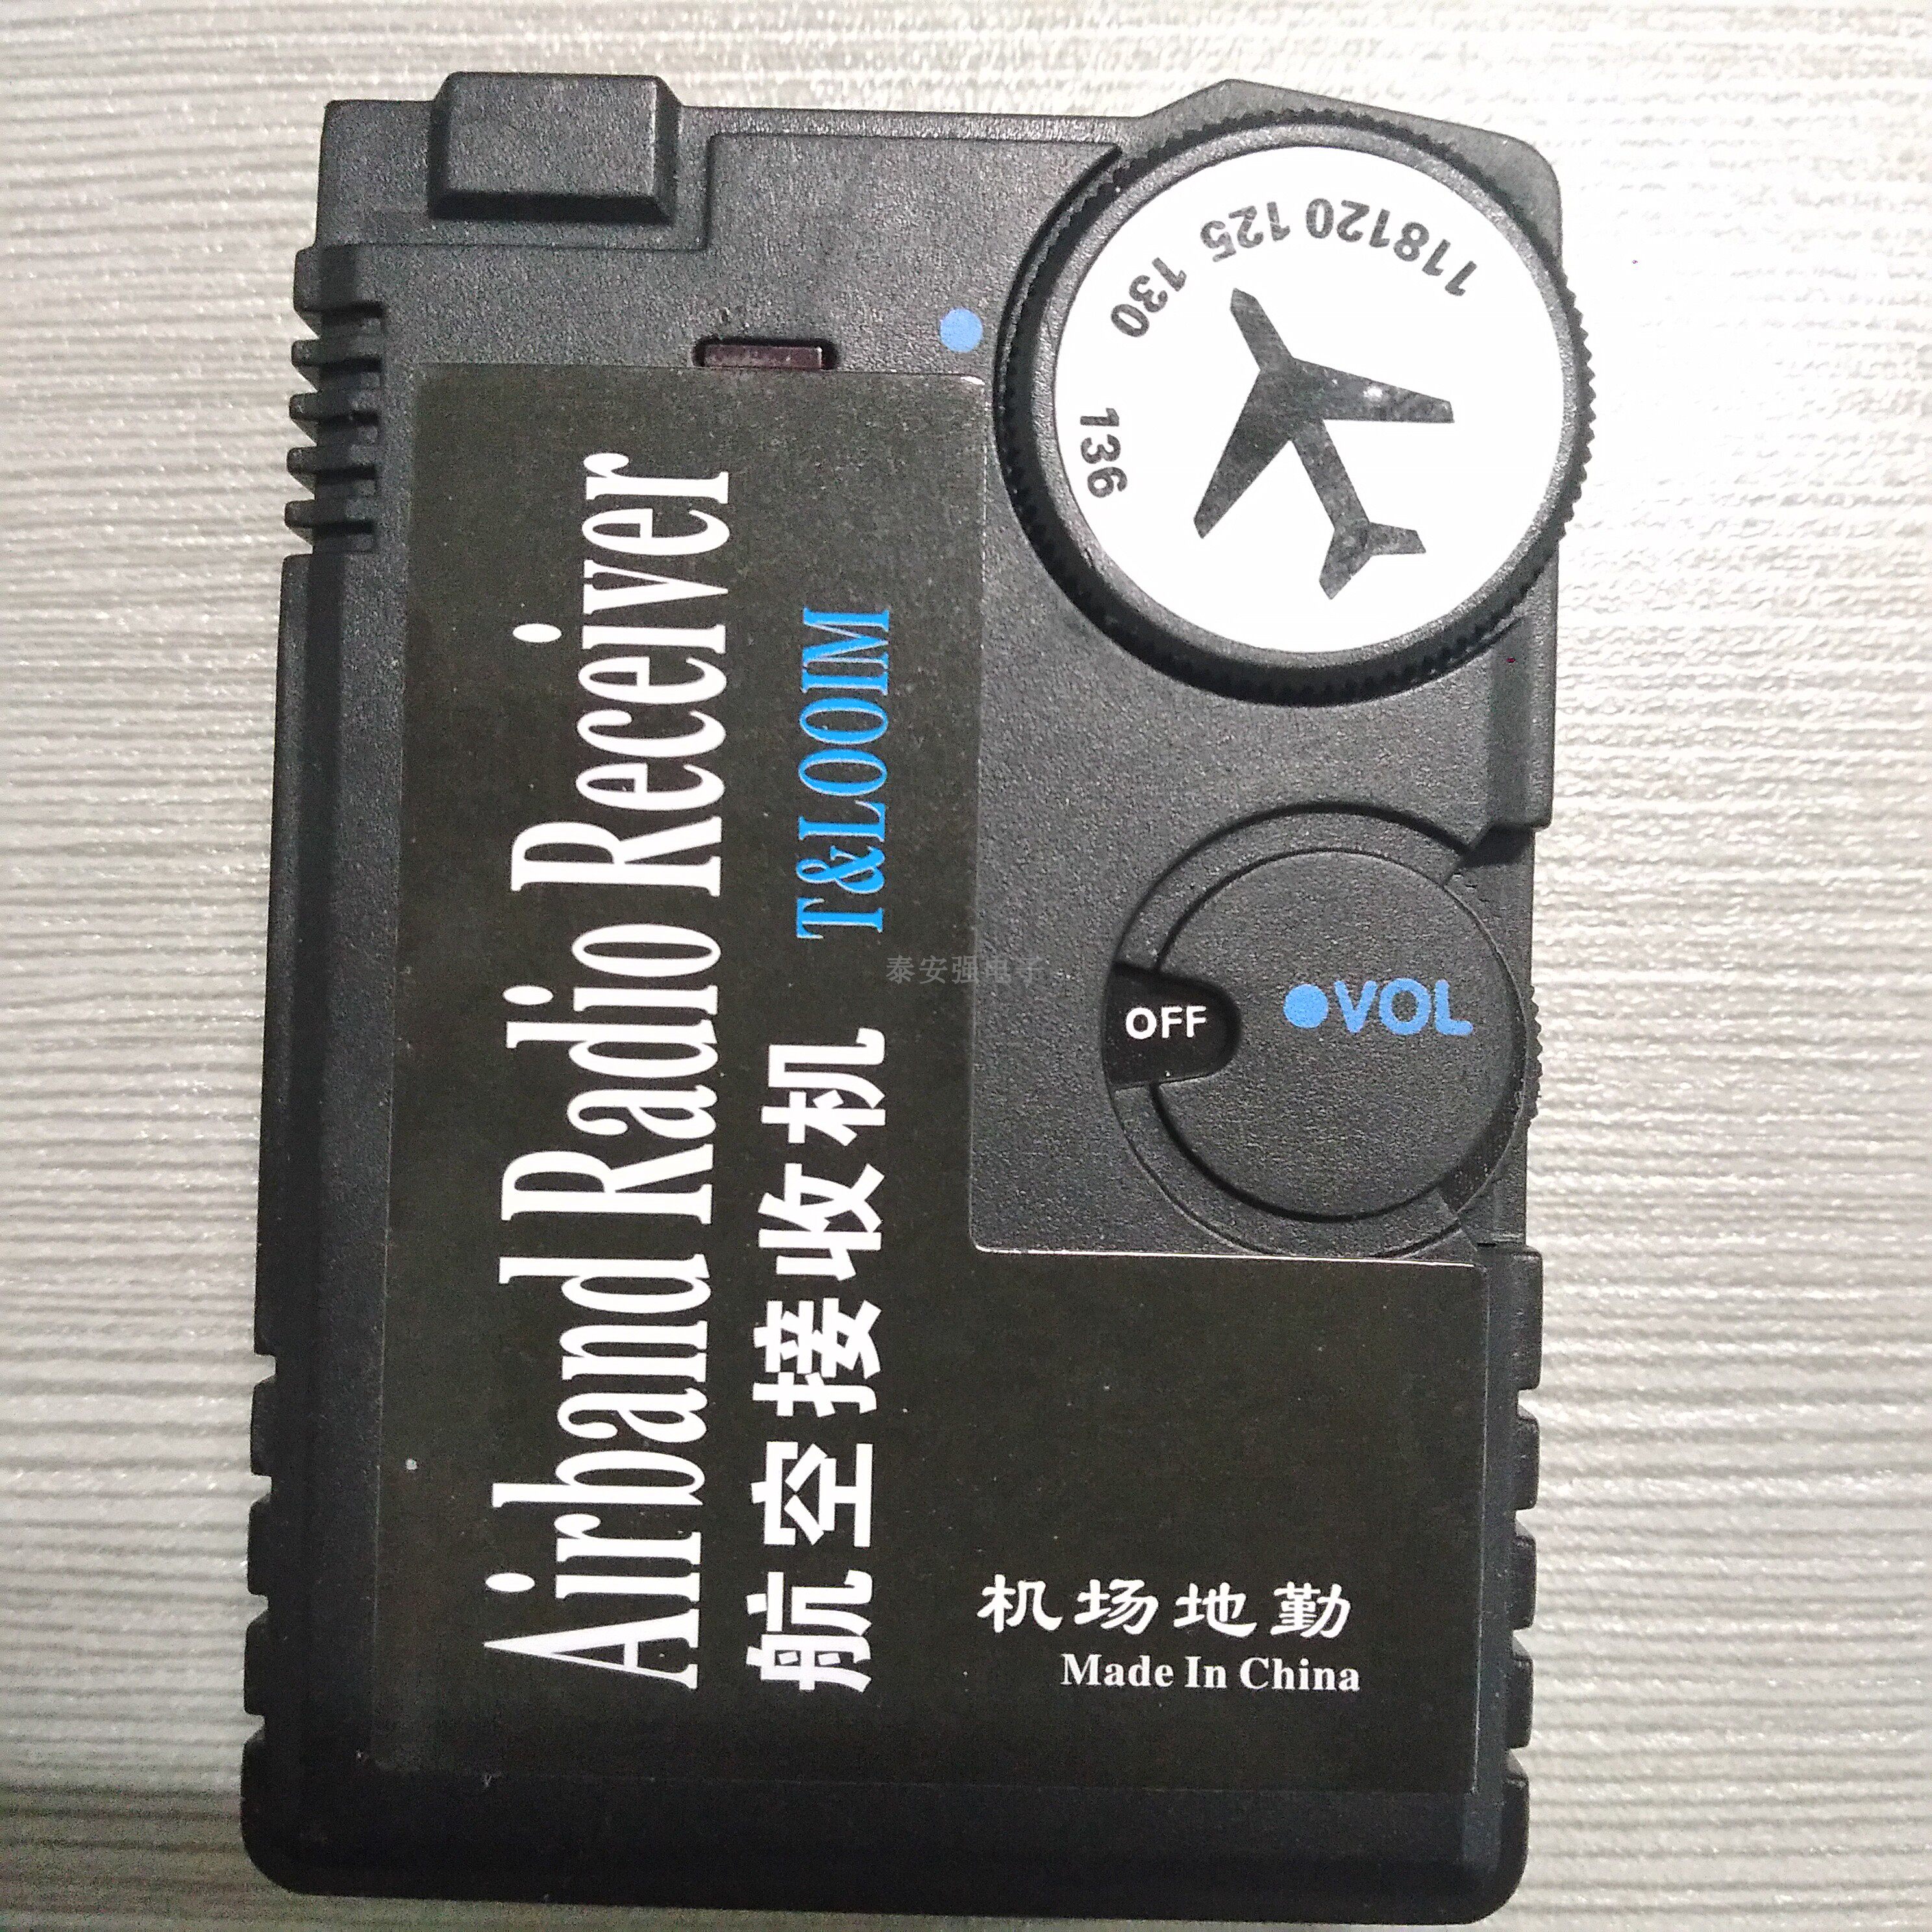 Airband Radio Receiver
航空接收机 T&LOOIM
118 120 125 130 136
OFF
VOL
机场地勤
Made In China
泰安强电子